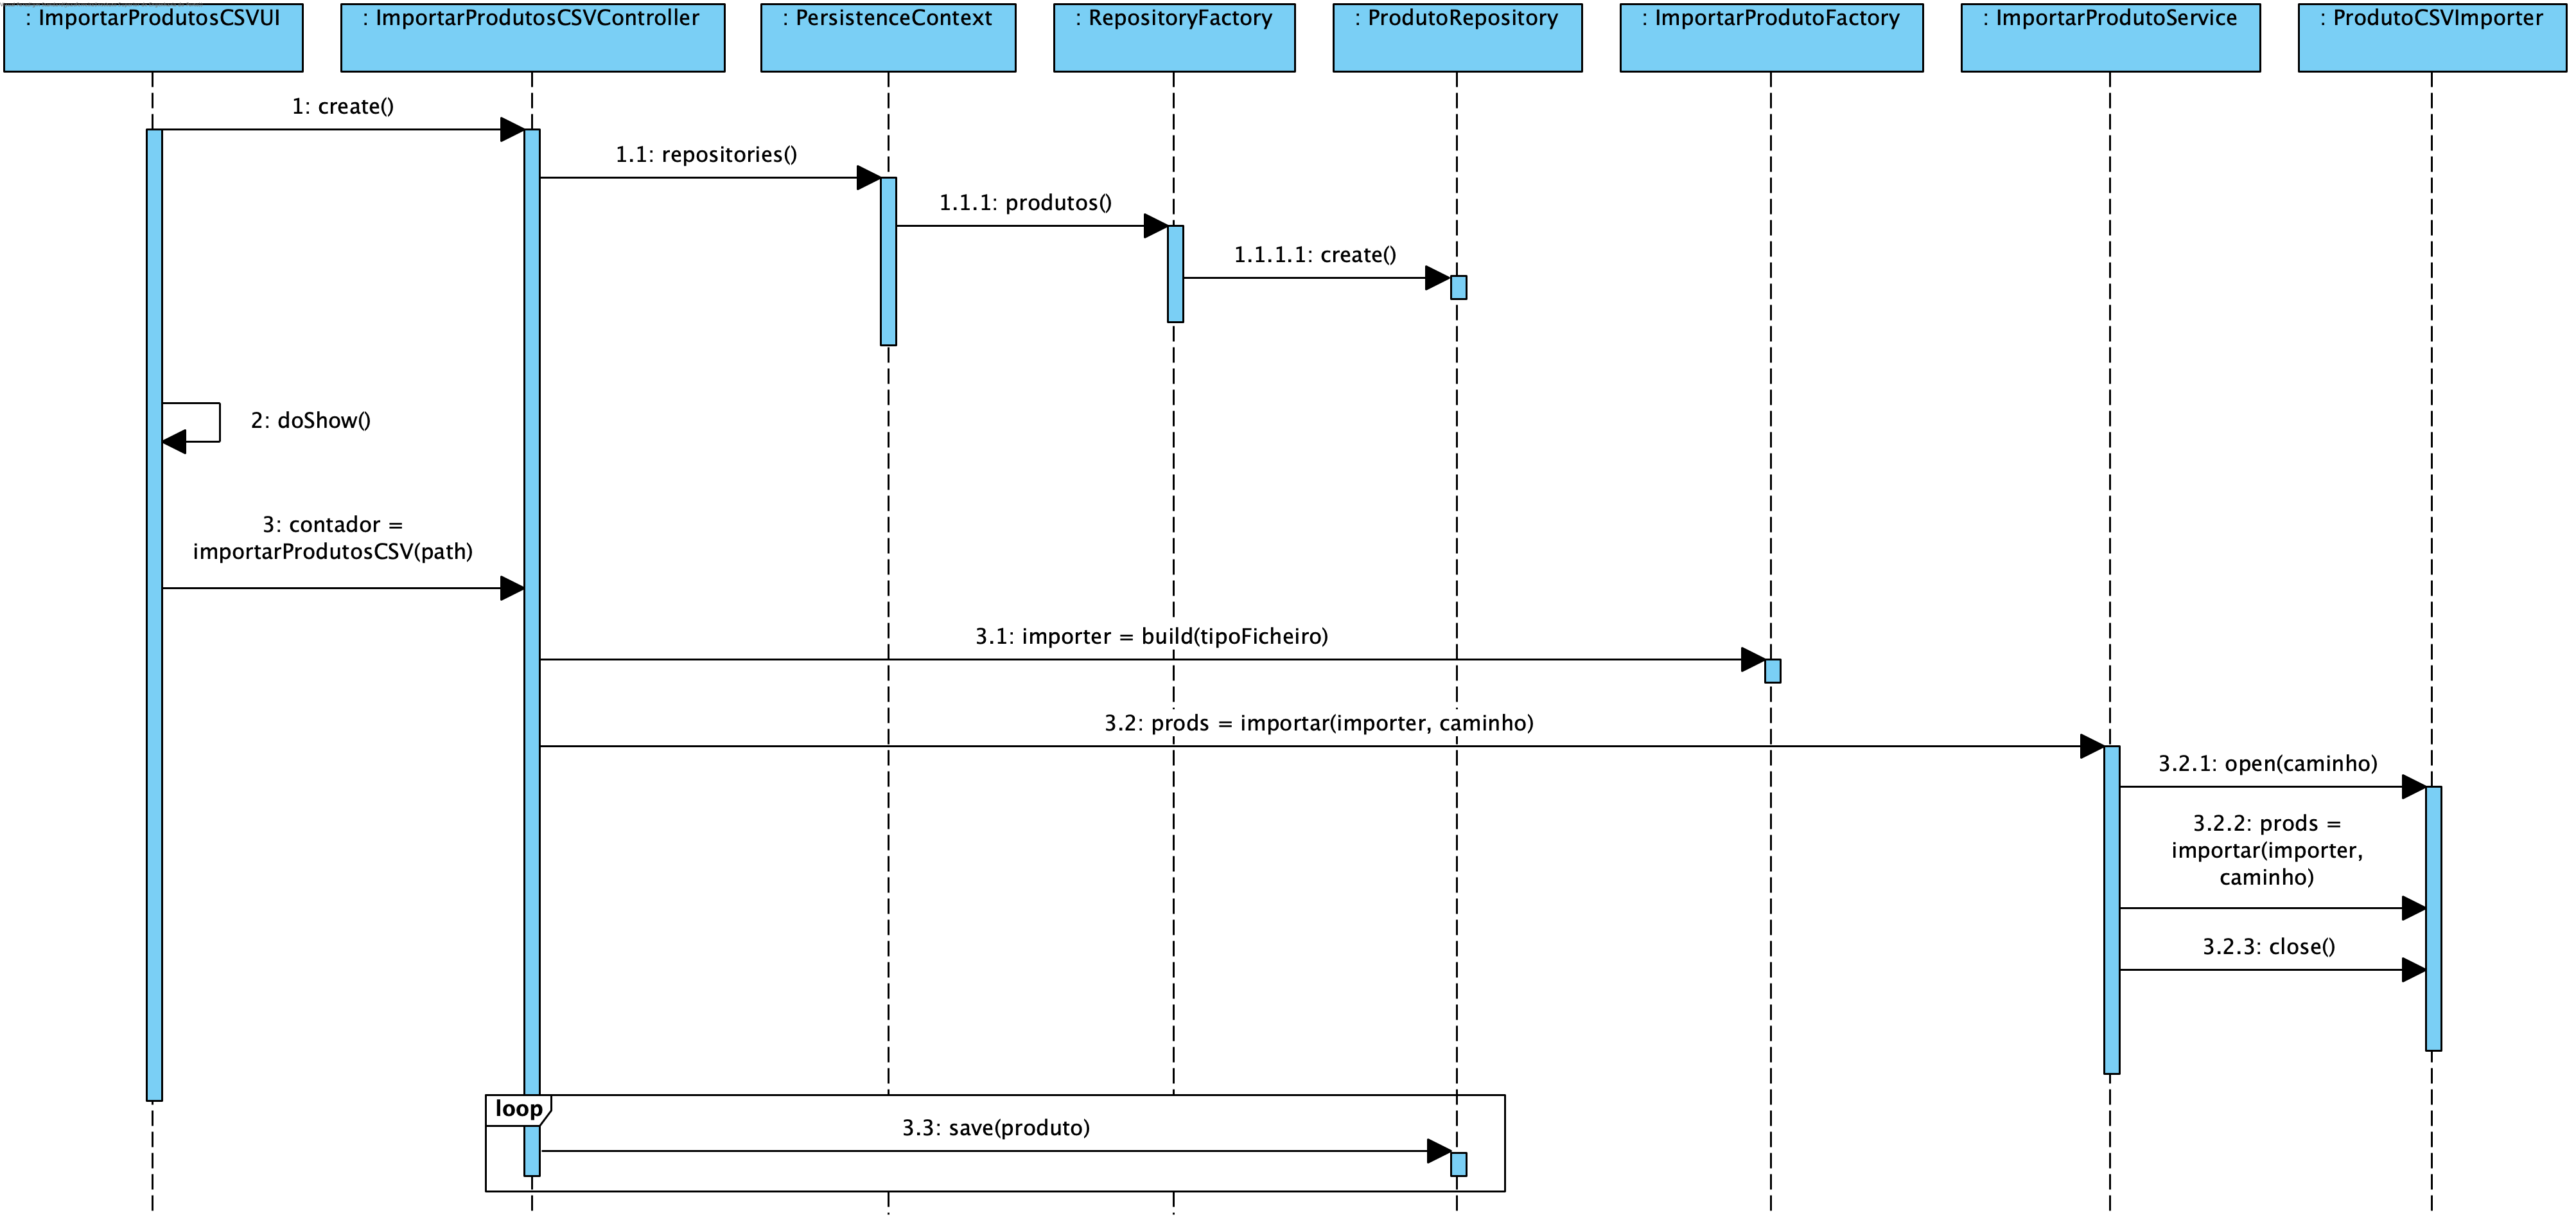 : ImportarProdutosCSVUI
: ImportarProdutosCSVController
: PersistenceContext
: RepositoryFactory
: ProdutoRepository
: ImportarProdutoFactory
: ImportarProdutoService
: ProdutoCSVImporter
1: create()
1.1: repositories()
1.1.1: produtos()
1.1.1.1: create()
2: doShow()
3: contador =
importarProdutosCSV(path)
3.1: importer = build(tipoFicheiro)
3.2: prods = importar(importer, caminho)
3.2.1: open(caminho)
3.2.2: prods =
importar(importer,
caminho)
3.2.3: close()
loop
3.3: save(produto)